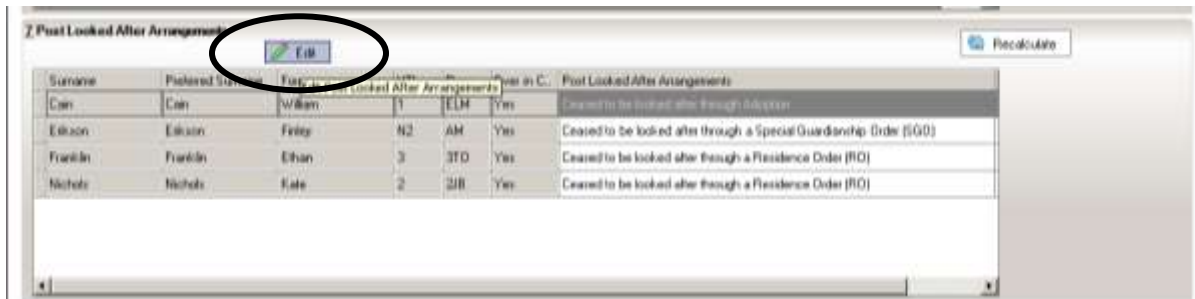 7 Post Looked After Arrangements
Edit
Recalculate
Surname Preferred Surname Post Looked After Arrangements
Post Looked After Arrangements
Cain Cain William 1 ELM Yes Ceased to be looked after through Adoption
Erikson Erikson Finley N2 AM Yes Ceased to be looked after through a Special Guardianship Order (SGO)
Franklin Franklin Ethan 3 3TO Yes Ceased to be looked after through a Residence Order (RO)
Nichols Nichols Kate 2 2JB Yes Ceased to be looked after through a Residence Order (RO)